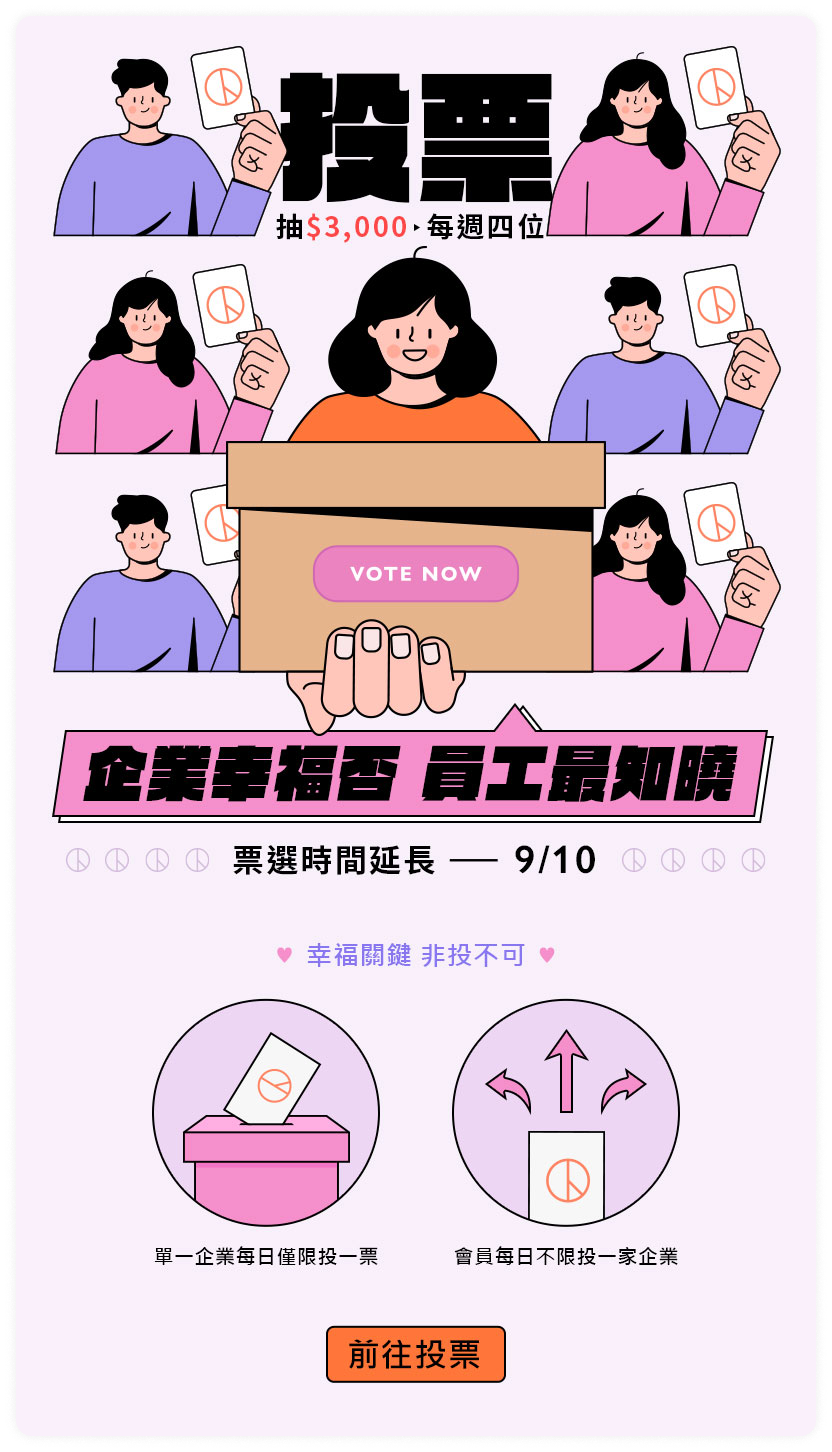 投票
抽$3,000▸每週四位
VOTE NOW
企業幸福否 員工最知曉
票選時間延長 — 9/10
♥ 幸福關鍵 非投不可 ♥
單一企業每日僅限投一票
會員每日不限投一家企業
前往投票